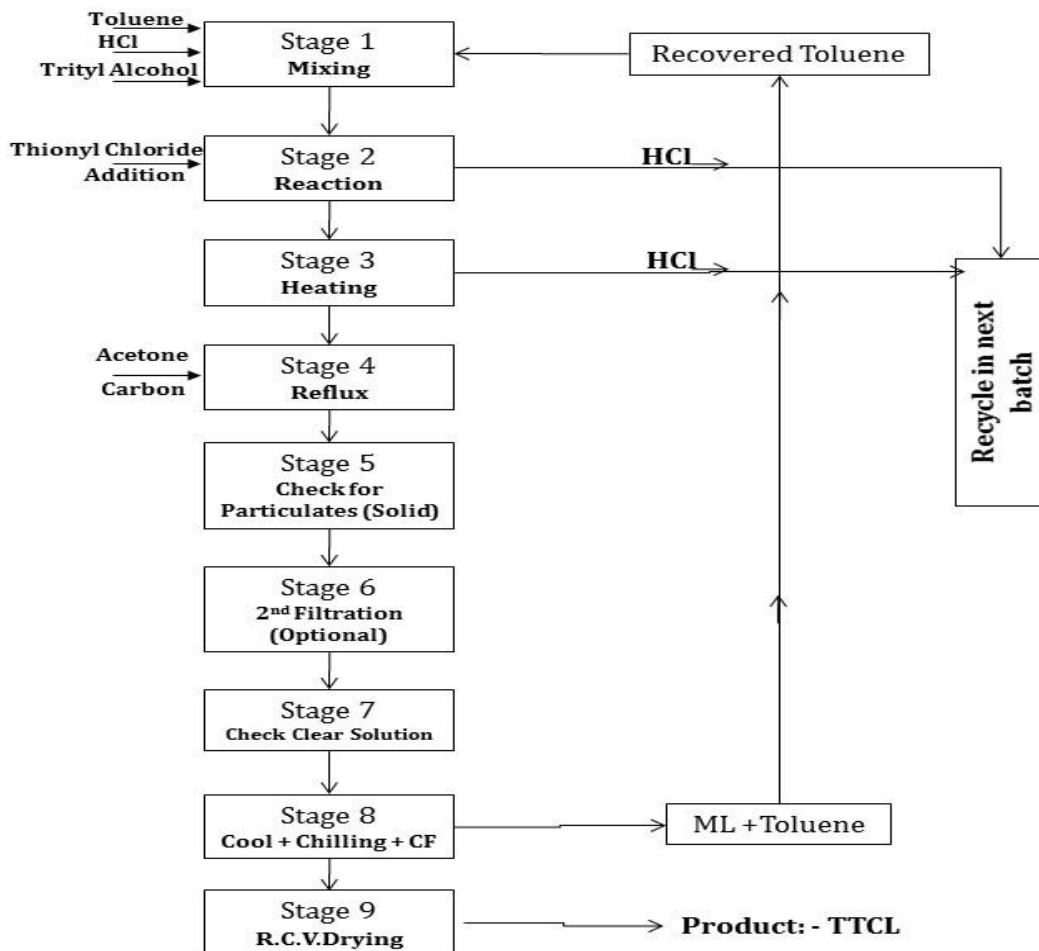 Toluene
HCl
Trityl Alcohol
Stage 1
Mixing
Recovered Toluene
Thionyl Chloride
Addition
Stage 2
Reaction
HCl
Stage 3
Heating
HCl
Recycle in next
batch
Acetone
Carbon
Stage 4
Reflux
Stage 5
Check for
Particulates (Solid)
Stage 6
2nd Filtration
(Optional)
Stage 7
Check Clear Solution
Stage 8
Cool + Chilling + CF
ML +Toluene
Stage 9
R.C.V.Drying
Product: - TTCL